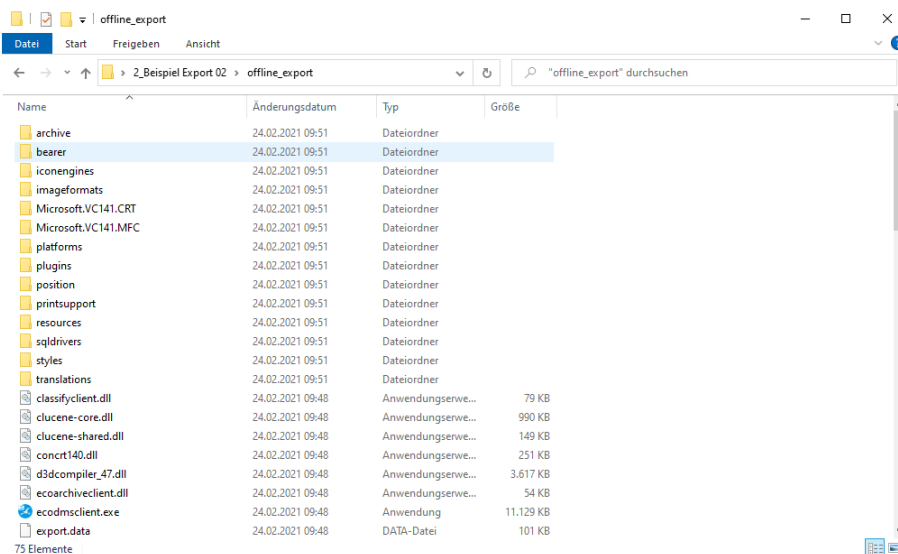 offline_export
Datei Start Freigeben Ansicht
2_Beispiel Export 02 offline_export "offline_export" durchsuchen
Name Änderungsdatum Typ Größe
archive 24.02.2021 09:51 Dateiordner
bearer 24.02.2021 09:51 Dateiordner
iconengines 24.02.2021 09:51 Dateiordner
imageformats 24.02.2021 09:51 Dateiordner
Microsoft.VC141.CRT 24.02.2021 09:51 Dateiordner
Microsoft.VC141.MFC 24.02.2021 09:51 Dateiordner
platforms 24.02.2021 09:51 Dateiordner
plugins 24.02.2021 09:51 Dateiordner
position 24.02.2021 09:51 Dateiordner
printsupport 24.02.2021 09:51 Dateiordner
resources 24.02.2021 09:51 Dateiordner
sqldrivers 24.02.2021 09:51 Dateiordner
styles 24.02.2021 09:51 Dateiordner
translations 24.02.2021 09:51 Dateiordner
classifyclient.dll 24.02.2021 09:48 Anwendungserwe... 79 KB
clucene-core.dll 24.02.2021 09:48 Anwendungserwe... 990 KB
clucene-shared.dll 24.02.2021 09:48 Anwendungserwe... 149 KB
concrt140.dll 24.02.2021 09:48 Anwendungserwe... 251 KB
d3dcompiler_47.dll 24.02.2021 09:48 Anwendungserwe... 3.617 KB
ecoarchiveclient.dll 24.02.2021 09:48 Anwendungserwe... 54 KB
ecodmsclient.exe 24.02.2021 09:48 Anwendung 11.129 KB
export.data 24.02.2021 09:48 DATA-Datei 101 KB
75 Elemente